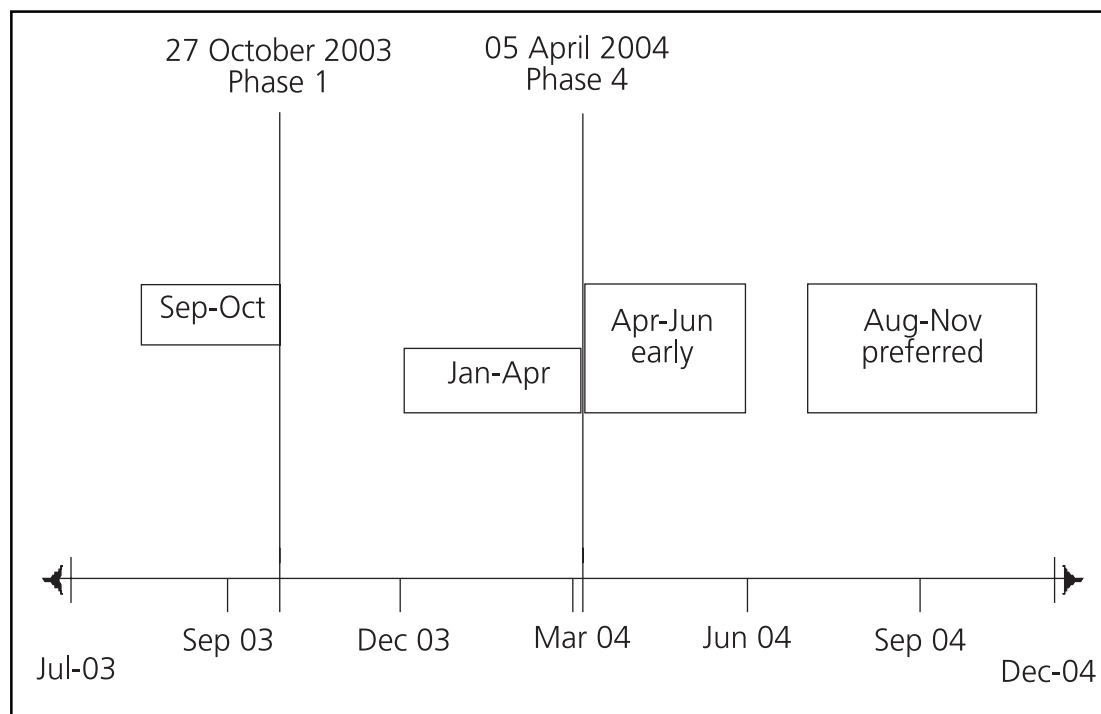 27 October 2003
Phase 1
05 April 2004
Phase 4
Sep-Oct
Jan-Apr
Apr-Jun
early
Aug-Nov
preferred
Sep 03
Dec 03
Mar 04
Jun 04
Sep 04
Jul-03
Dec-04